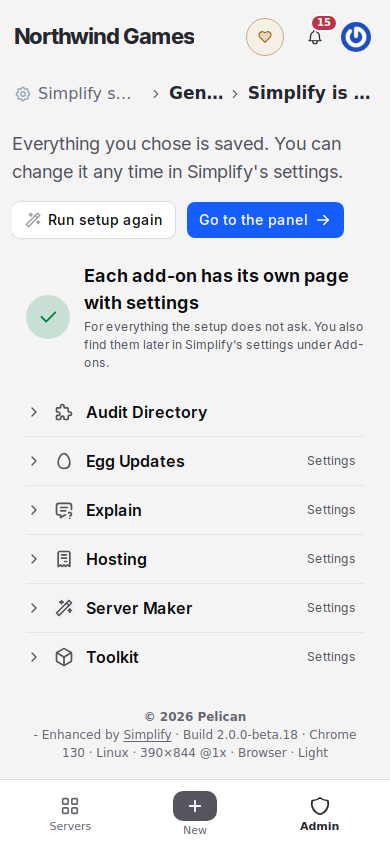 Northwind Games
15
Simplify s... › Gen... › Simplify is ...
Everything you chose is saved. You can
change it any time in Simplify's settings.
Run setup again
Go to the panel
Each add-on has its own page
with settings
For everything the setup does not ask. You also
find them later in Simplify's settings under Add-
ons.
Audit Directory
Egg Updates Settings
Explain Settings
Hosting Settings
Server Maker Settings
Toolkit Settings
© 2026 Pelican
- Enhanced by Simplify · Build 2.0.0-beta.18 · Chrome
130 · Linux · 390×844 @1x · Browser · Light
Servers
New
Admin